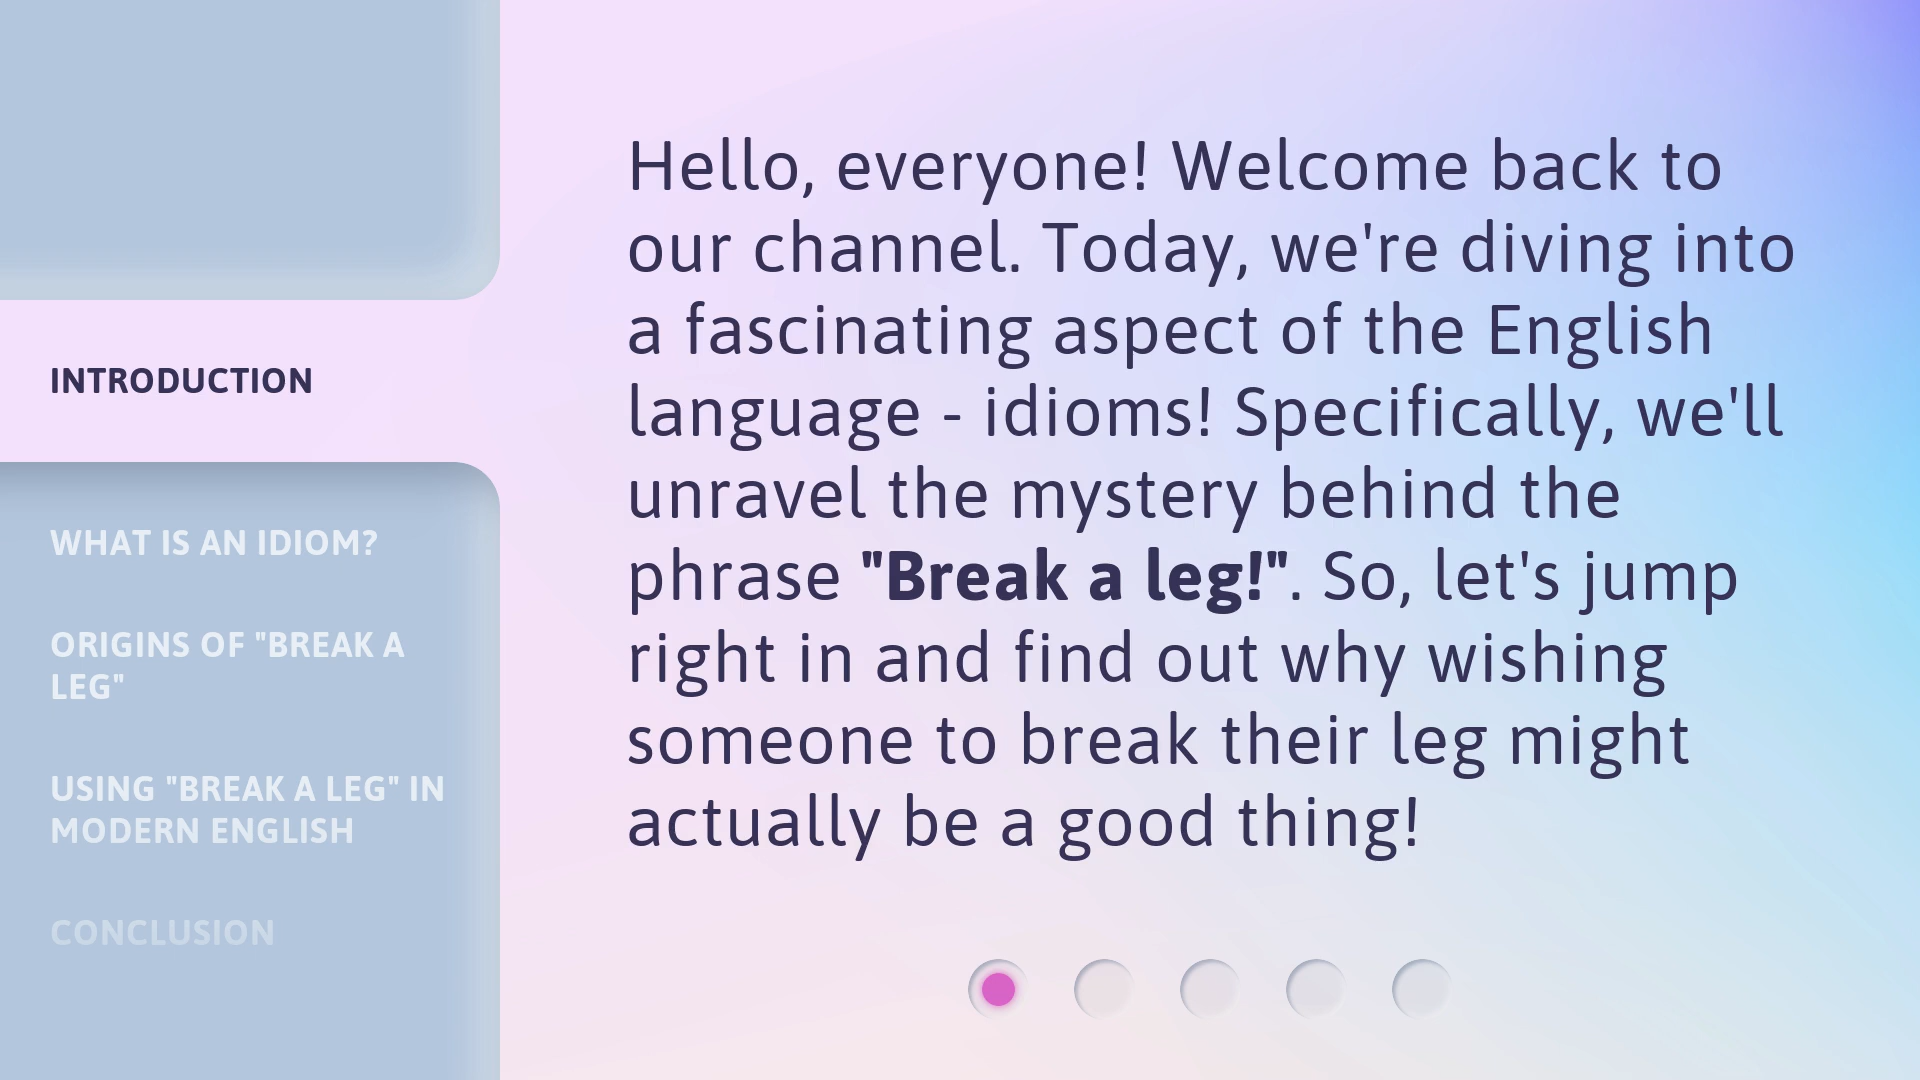 INTRODUCTION
WHAT IS AN IDIOM?
ORIGINS OF "BREAK A
LEG"
USING "BREAK A LEG" IN
MODERN ENGLISH
CONCLUSION
Hello, everyone! Welcome back to
our channel. Today, we're diving into
a fascinating aspect of the English
language - idioms! Specifically, we'll
unravel the mystery behind the
phrase "Break a leg!". So, let's jump
right in and find out why wishing
someone to break their leg might
actually be a good thing!